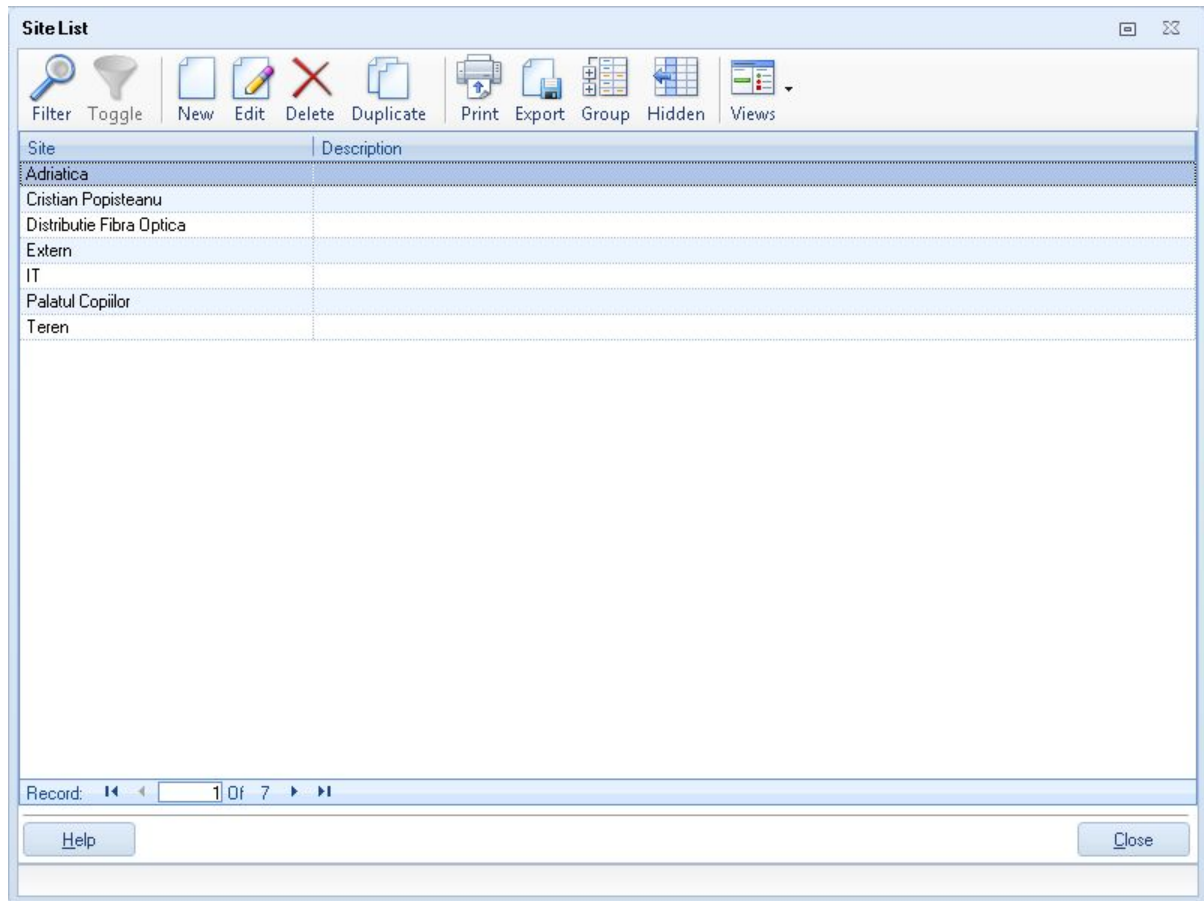 Site List
Filter Toggle New Edit Delete Duplicate Print Export Group Hidden Views
Site Description
Adriatica
Cristian Popisteanu
Distributie Fibra Optica
Extern
IT
Palatul Copiilor
Teren
Record: 1 Of 7
Help Close